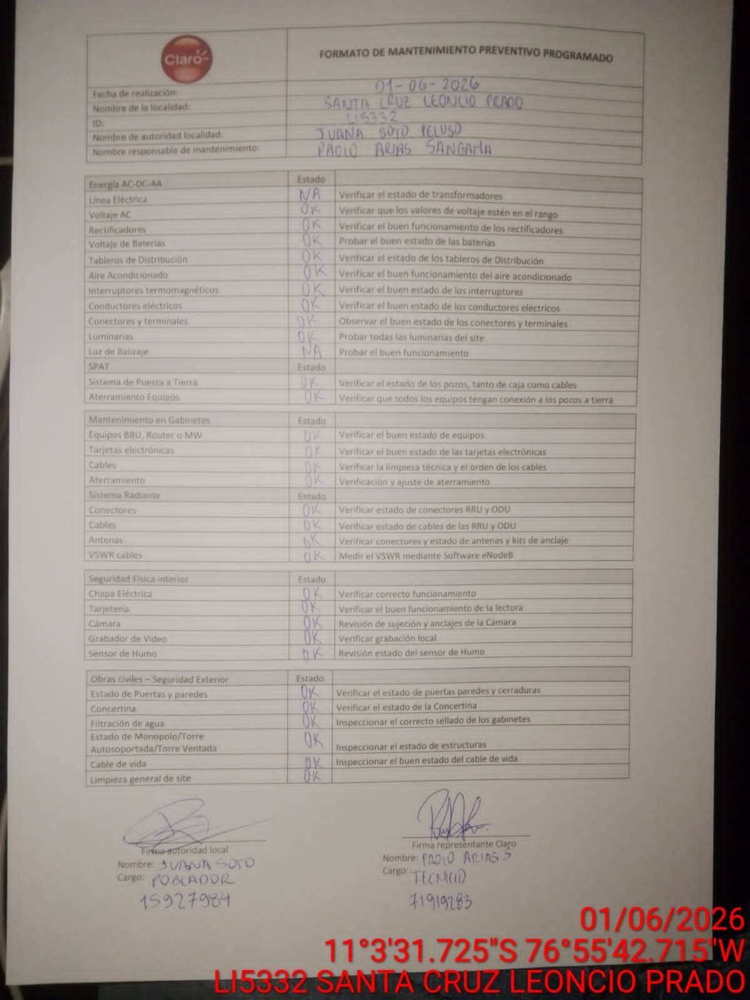 Claro
FORMATO DE MANTENIMIENTO PREVENTIVO PROGRAMADO
Fecha de realización: 01-06-2026
Nombre de la localidad: SANTA CRUZ LEONCIO PRADO
ID: LI5332
Nombre de autoridad localidad: JUANA SOTO PELUSO
Nombre responsable de mantenimiento: PAOLO ARIAS SANGAMA
Energía AC-DC-AA Estado
Línea Eléctrica NA Verificar el estado de transformadores
Voltaje AC OK Verificar que los valores de voltaje estén en el rango
Rectificadores OK Verificar el buen funcionamiento de los rectificadores
Voltaje de Baterías OK Probar el buen estado de las baterías
Tableros de Distribución OK Verificar el estado de los tableros de Distribución
Aire Acondicionado OK Verificar el buen funcionamiento del aire acondicionado
Interruptores termomagnéticos OK Verificar el buen estado de los interruptores
Conductores eléctricos OK Verificar el buen estado de los conductores eléctricos
Conectores y terminales OK Observar el buen estado de los conectores y terminales
Luminarias OK Probar todas las luminarias del site
Luz de Balizaje NA Probar el buen funcionamiento
SPAT Estado
Sistema de Puesta a Tierra OK Verificar el estado de los pozos, tanto de caja como cables
Aterramiento Equipos OK Verificar que todos los equipos tengan conexión a los pozos a tierra
Mantenimiento en Gabinetes Estado
Equipos BBU, Router o MW OK Verificar el buen estado de equipos
Tarjetas electrónicas OK Verificar el buen estado de las tarjetas electrónicas
Cables OK Verificar la limpieza técnica y el orden de los cables
Aterramiento OK Verificación y ajuste de aterramiento
Sistema Radiante Estado
Conectores OK Verificar estado de conectores RRU y ODU
Cables OK Verificar estado de cables de las RRU y ODU
Antenas OK Verificar conectores y estado de antenas y kits de anclaje
VSWR cables OK Medir el VSWR mediante Software eNodeB
Seguridad Física interior Estado
Chapa Eléctrica OK Verificar correcto funcionamiento
Tarjetería OK Verificar el buen funcionamiento de la lectora
Cámara OK Revisión de sujeción y anclajes de la Cámara
Grabador de Video OK Verificar grabación local
Sensor de Humo OK Revisión estado del sensor de Humo
Obras civiles – Seguridad Exterior Estado
Estado de Puertas y paredes OK Verificar el estado de puertas paredes y cerraduras
Concertina OK Verificar el estado de la Concertina
Filtración de agua OK Inspeccionar el correcto sellado de los gabinetes
Estado de Monopolo/Torre
Autosoportada/Torre Ventada OK Inspeccionar el estado de estructuras
Cable de vida OK Inspeccionar el buen estado del cable de vida
Limpieza general de site OK
Firma autoridad local
Nombre: JUANA SOTO
Cargo: POBLADOR
15927984
Firma representante Claro
Nombre: PAOLO ARIAS S
Cargo: TECNICO
71919283
01/06/2026
11°3'31.725"S 76°55'42.715"W
LI5332 SANTA CRUZ LEONCIO PRADO